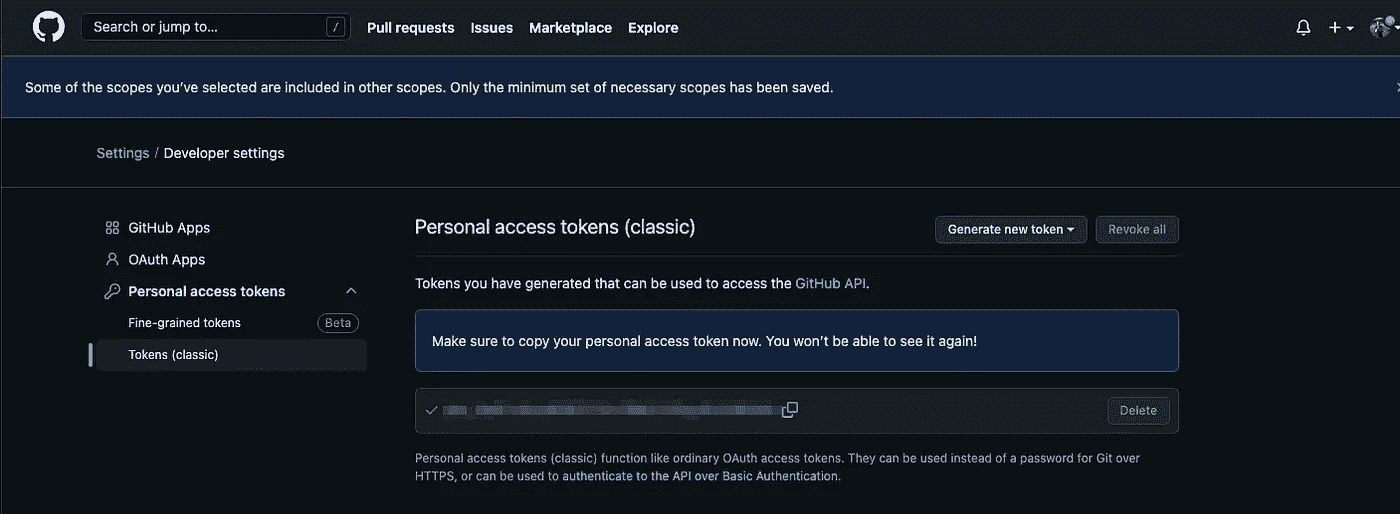 Search or jump to... /
Pull requests
Issues
Marketplace
Explore
Some of the scopes you’ve selected are included in other scopes. Only the minimum set of necessary scopes has been saved.
Settings / Developer settings
GitHub Apps
OAuth Apps
Personal access tokens
Fine-grained tokens
Beta
Tokens (classic)
Personal access tokens (classic)
Generate new token
Revoke all
Tokens you have generated that can be used to access the GitHub API.
Make sure to copy your personal access token now. You won’t be able to see it again!
Delete
Personal access tokens (classic) function like ordinary OAuth access tokens. They can be used instead of a password for Git over
HTTPS, or can be used to authenticate to the API over Basic Authentication.